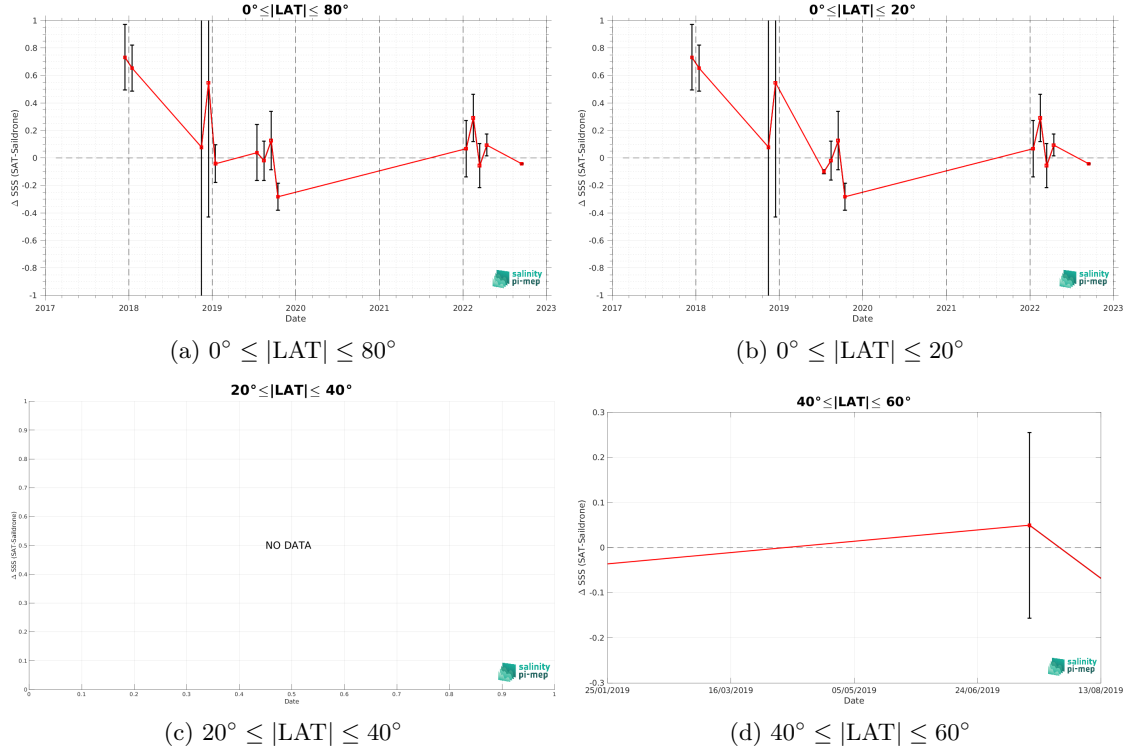 0°≤|LAT|≤ 80°
1
0.8
0.6
0.4
0.2
0
-0.2
-0.4
-0.6
-0.8
-1
Δ SSS (SAT-Saildrone)
2017 2018 2019 2020 2021 2022 2023
Date
salinity
pi-mep
(a) 0° ≤ |LAT| ≤ 80°
0°≤|LAT|≤ 20°
1
0.8
0.6
0.4
0.2
0
-0.2
-0.4
-0.6
-0.8
-1
Δ SSS (SAT-Saildrone)
2017 2018 2019 2020 2021 2022 2023
Date
salinity
pi-mep
(b) 0° ≤ |LAT| ≤ 20°
20°≤|LAT|≤ 40°
1
0.9
0.8
0.7
0.6
0.5
0.4
0.3
0.2
0.1
0
Δ SSS (SAT-Saildrone)
NO DATA
0 0.1 0.2 0.3 0.4 0.5 0.6 0.7 0.8 0.9 1
Date
salinity
pi-mep
(c) 20° ≤ |LAT| ≤ 40°
40°≤|LAT|≤ 60°
0.3
0.2
0.1
0
-0.1
-0.2
-0.3
Δ SSS (SAT-Saildrone)
25/01/2019 16/03/2019 05/05/2019 24/06/2019 13/08/2019
Date
salinity
pi-mep
(d) 40° ≤ |LAT| ≤ 60°